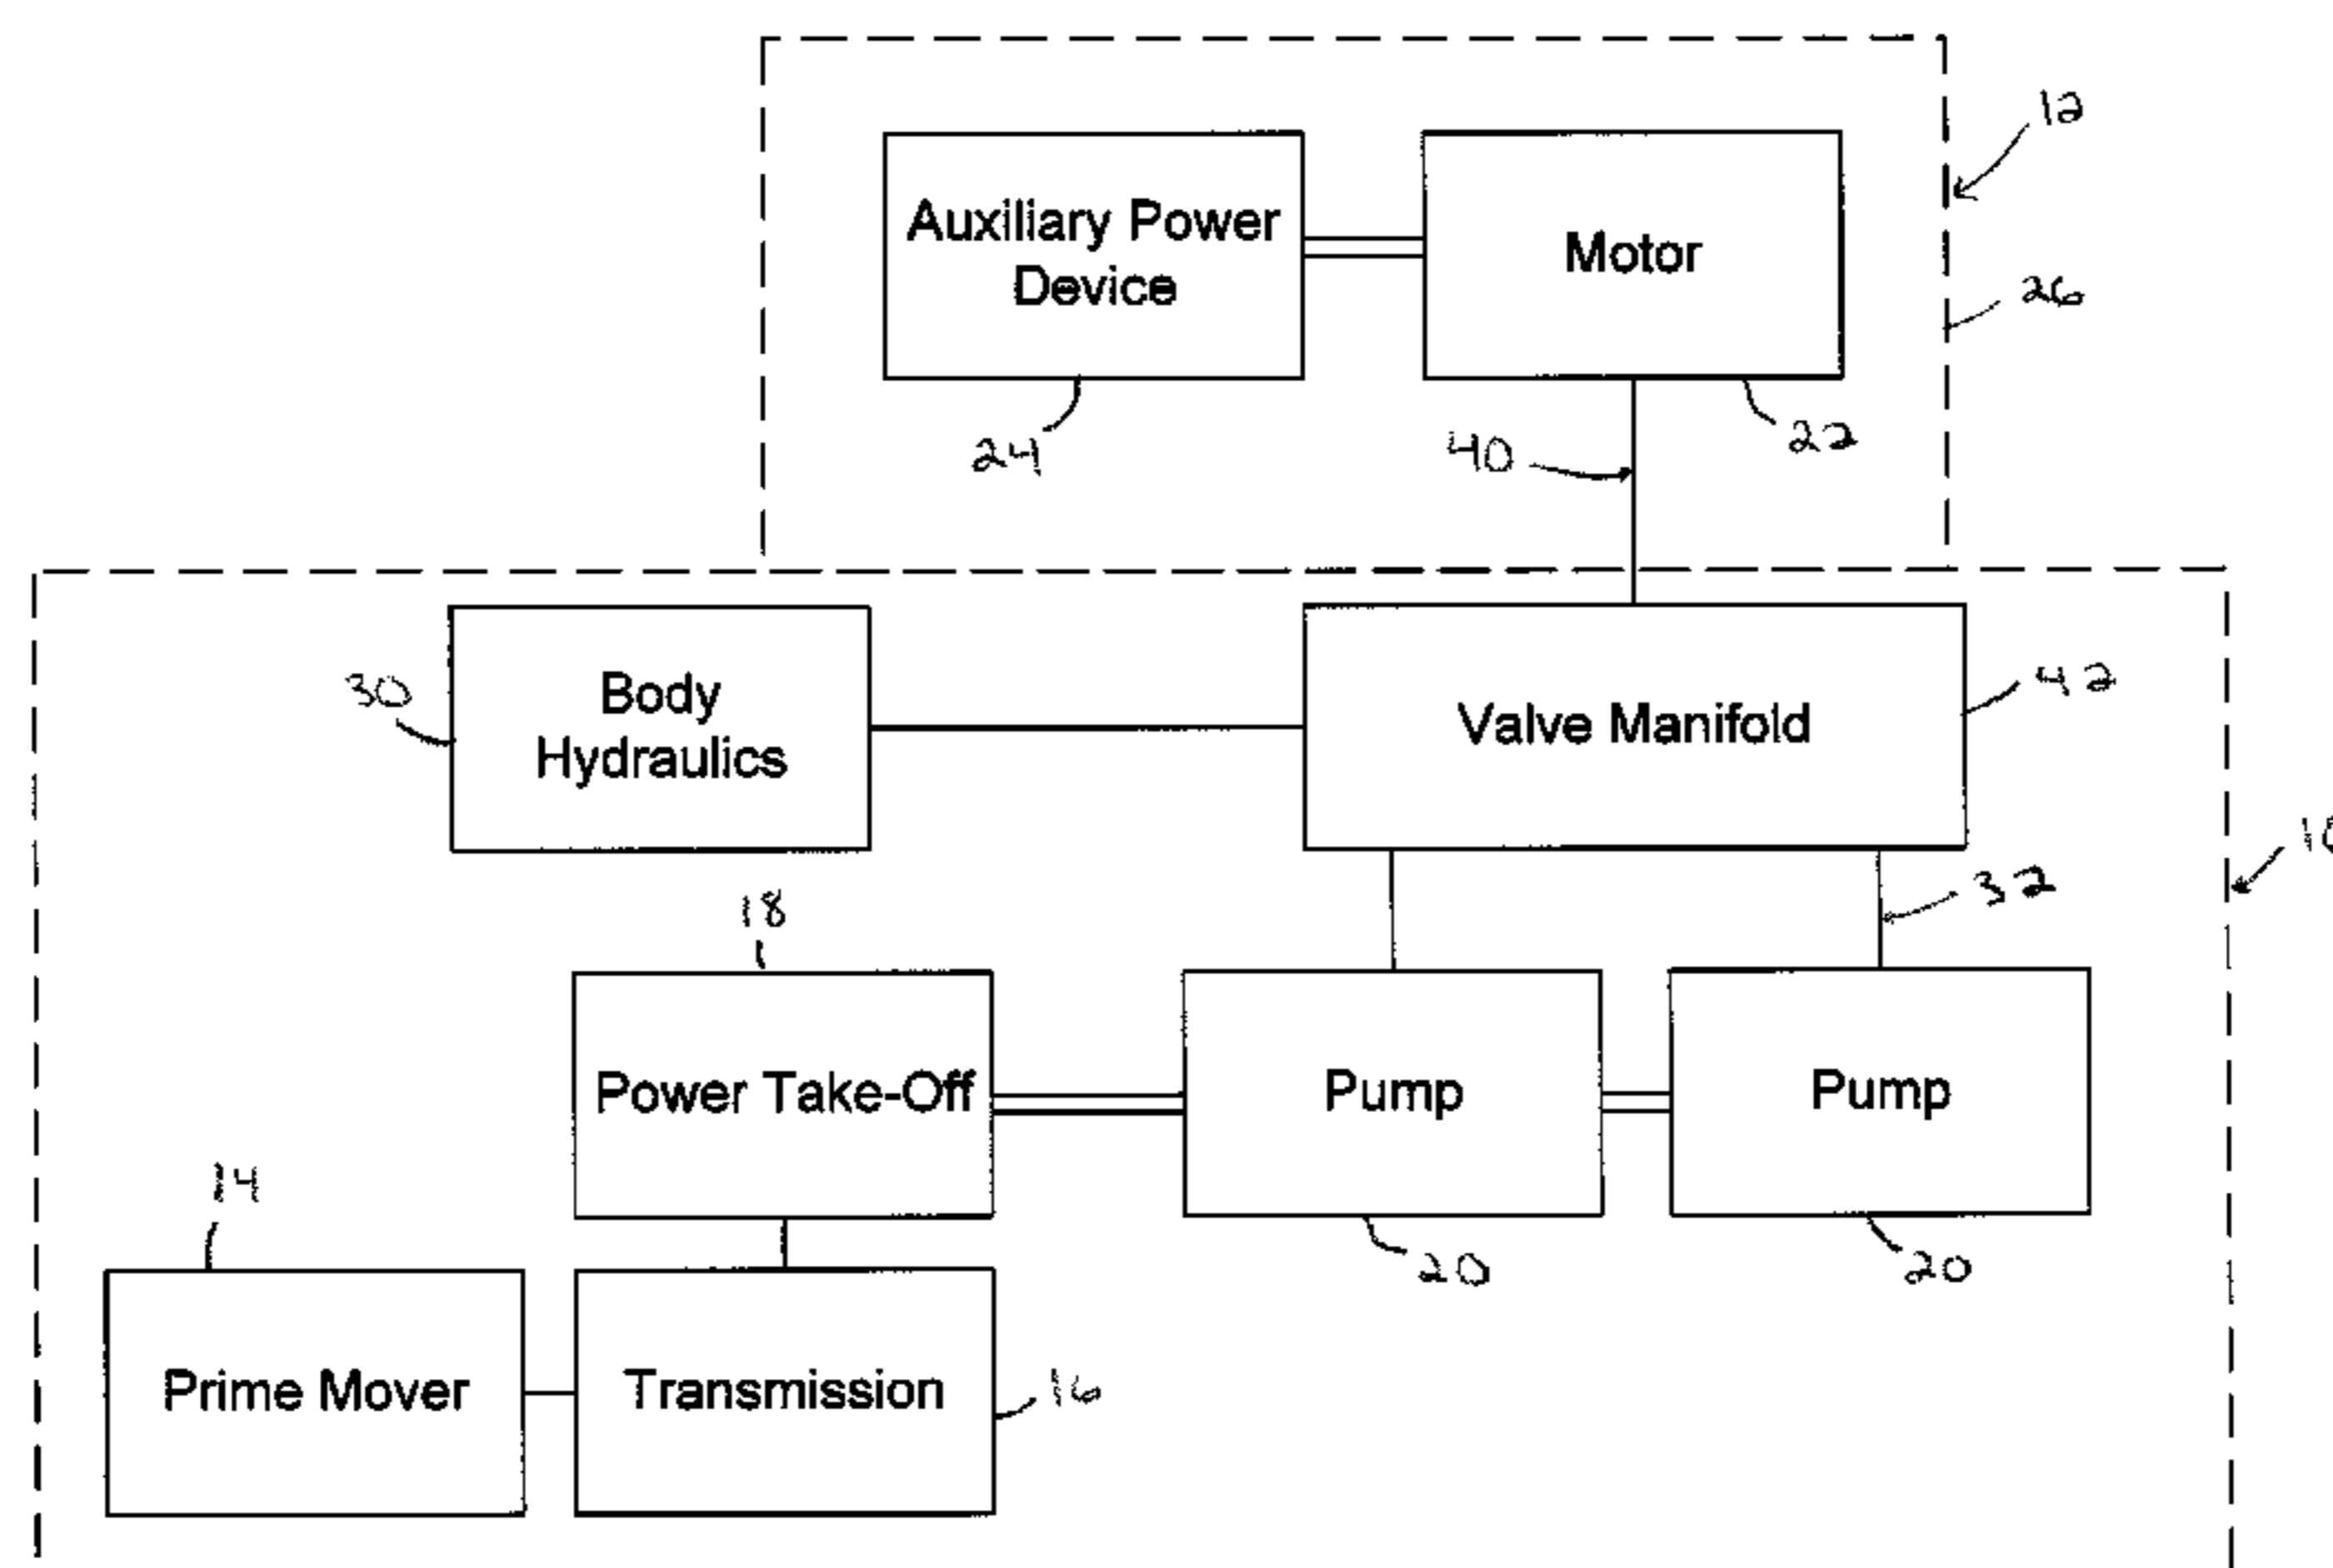 12
Auxiliary Power
Device
Motor
26
24
40
22
30
Body
Hydraulics
Valve Manifold
42
10
32
18
Power Take-Off
Pump
Pump
14
20
20
Prime Mover
Transmission
16